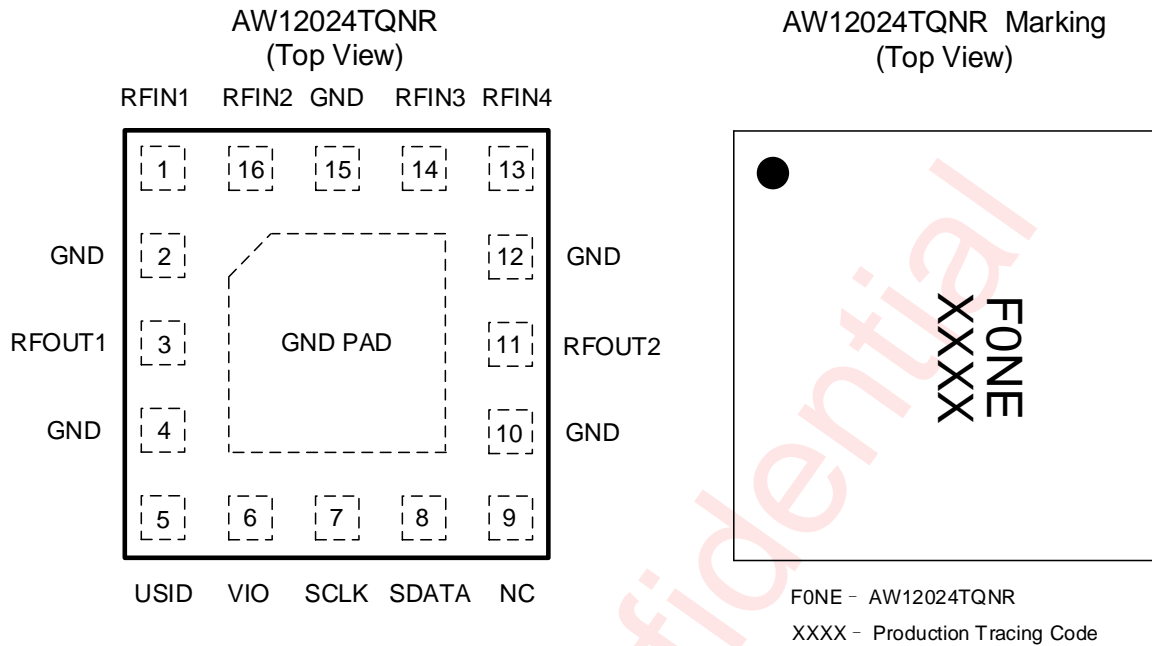 AW12024TQNR
(Top View)
RFIN1 RFIN2 GND RFIN3 RFIN4
1 16 15 14 13
GND 2 12 GND
RFOUT1 3 GND PAD 11 RFOUT2
GND 4 10 GND
5 6 7 8 9
USID VIO SCLK SDATA NC
AW12024TQNR Marking
(Top View)
F0NE
XXXX
F0NE - AW12024TQNR
XXXX - Production Tracing Code
fidential